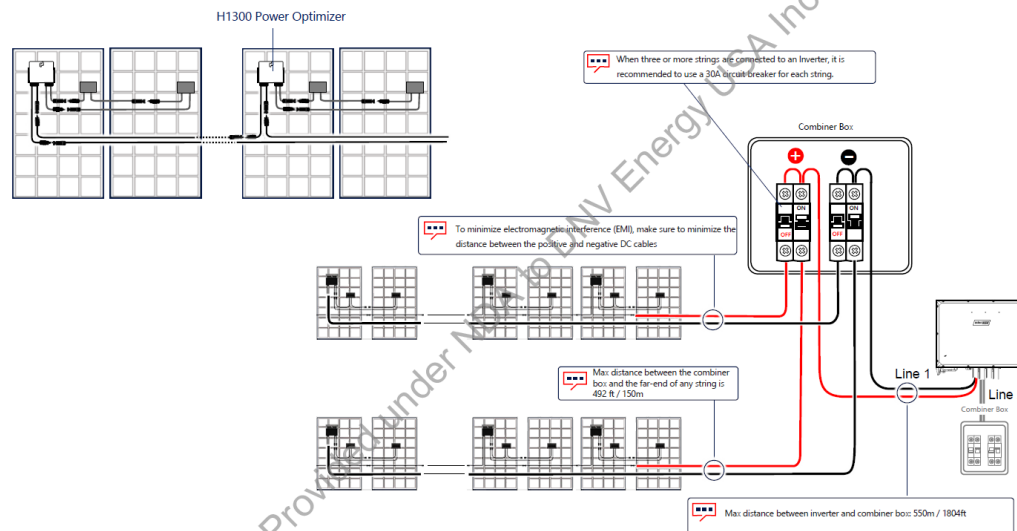 H1300 Power Optimizer
When three or more strings are connected to an Inverter, it is
recommended to use a 30A circuit breaker for each string.
Combiner Box
ON
ON
OFF
OFF
To minimize electromagnetic interference (EMI), make sure to minimize the
distance between the positive and negative DC cables
Max distance between the combiner
box and the far-end of any string is
492 ft / 150m
Line 1
Line
Combiner Box
Max distance between inverter and combiner box: 550m / 1804ft
Provided under NDA to DNV Energy USA Inc